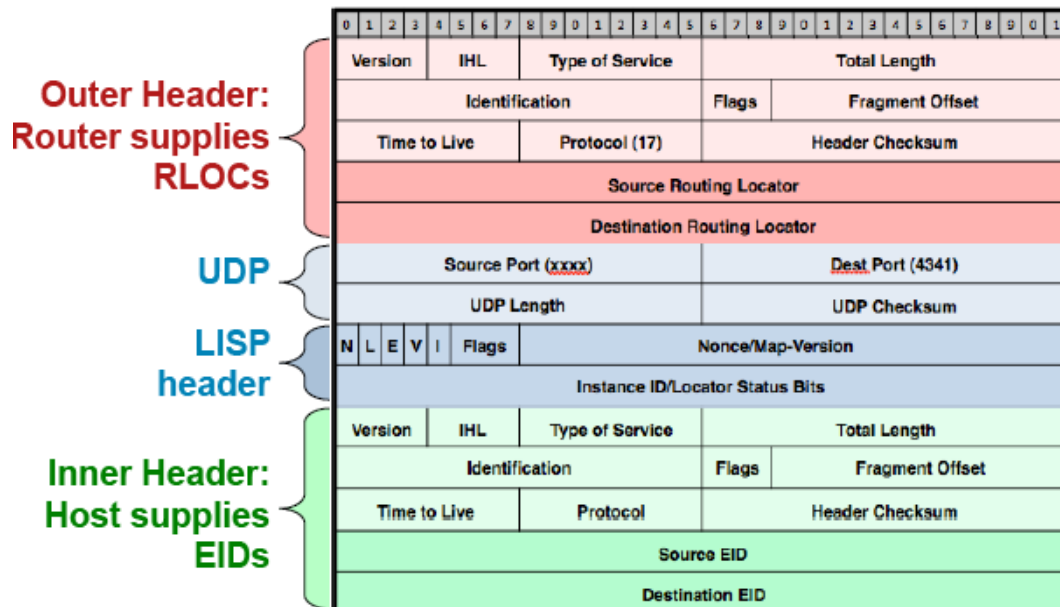 0 1 2 3 4 5 6 7 8 9 0 1 2 3 4 5 6 7 8 9 0 1 2 3 4 5 6 7 8 9 0 1
Outer Header:
Router supplies
RLOCs
Version IHL Type of Service Total Length
Identification Flags Fragment Offset
Time to Live Protocol (17) Header Checksum
Source Routing Locator
Destination Routing Locator
UDP
Source Port (xxxx) Dest Port (4341)
UDP Length UDP Checksum
LISP
header
N L E V I Flags Nonce/Map-Version
Instance ID/Locator Status Bits
Inner Header:
Host supplies
EIDs
Version IHL Type of Service Total Length
Identification Flags Fragment Offset
Time to Live Protocol Header Checksum
Source EID
Destination EID